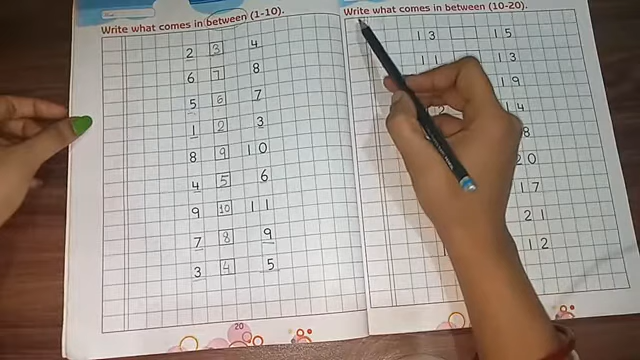 Write what comes in between (1-10).
2 3 4
6 7 8
5 6 7
1 2 3
8 9 10
4 5 6
9 10 11
7 8 9
3 4 5
20
Write what comes in between (10-20).
13 15
11 13
19
14
8
20
17
21
12